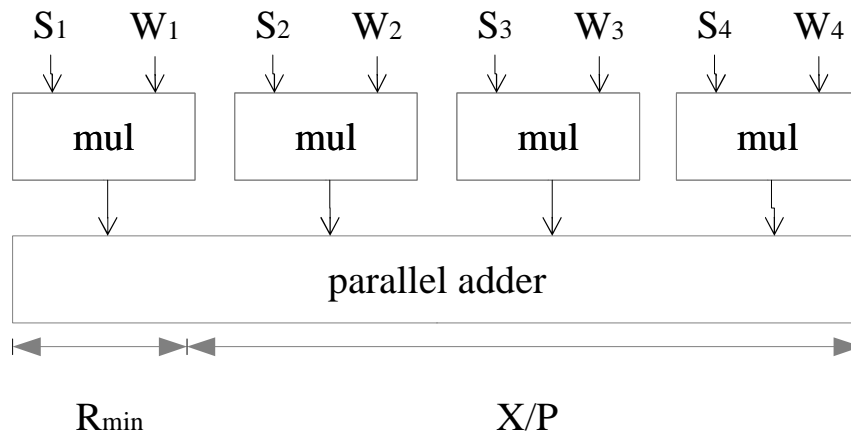 S1 W1 S2 W2 S3 W3 S4 W4
mul mul mul mul
parallel adder
Rmin X/P